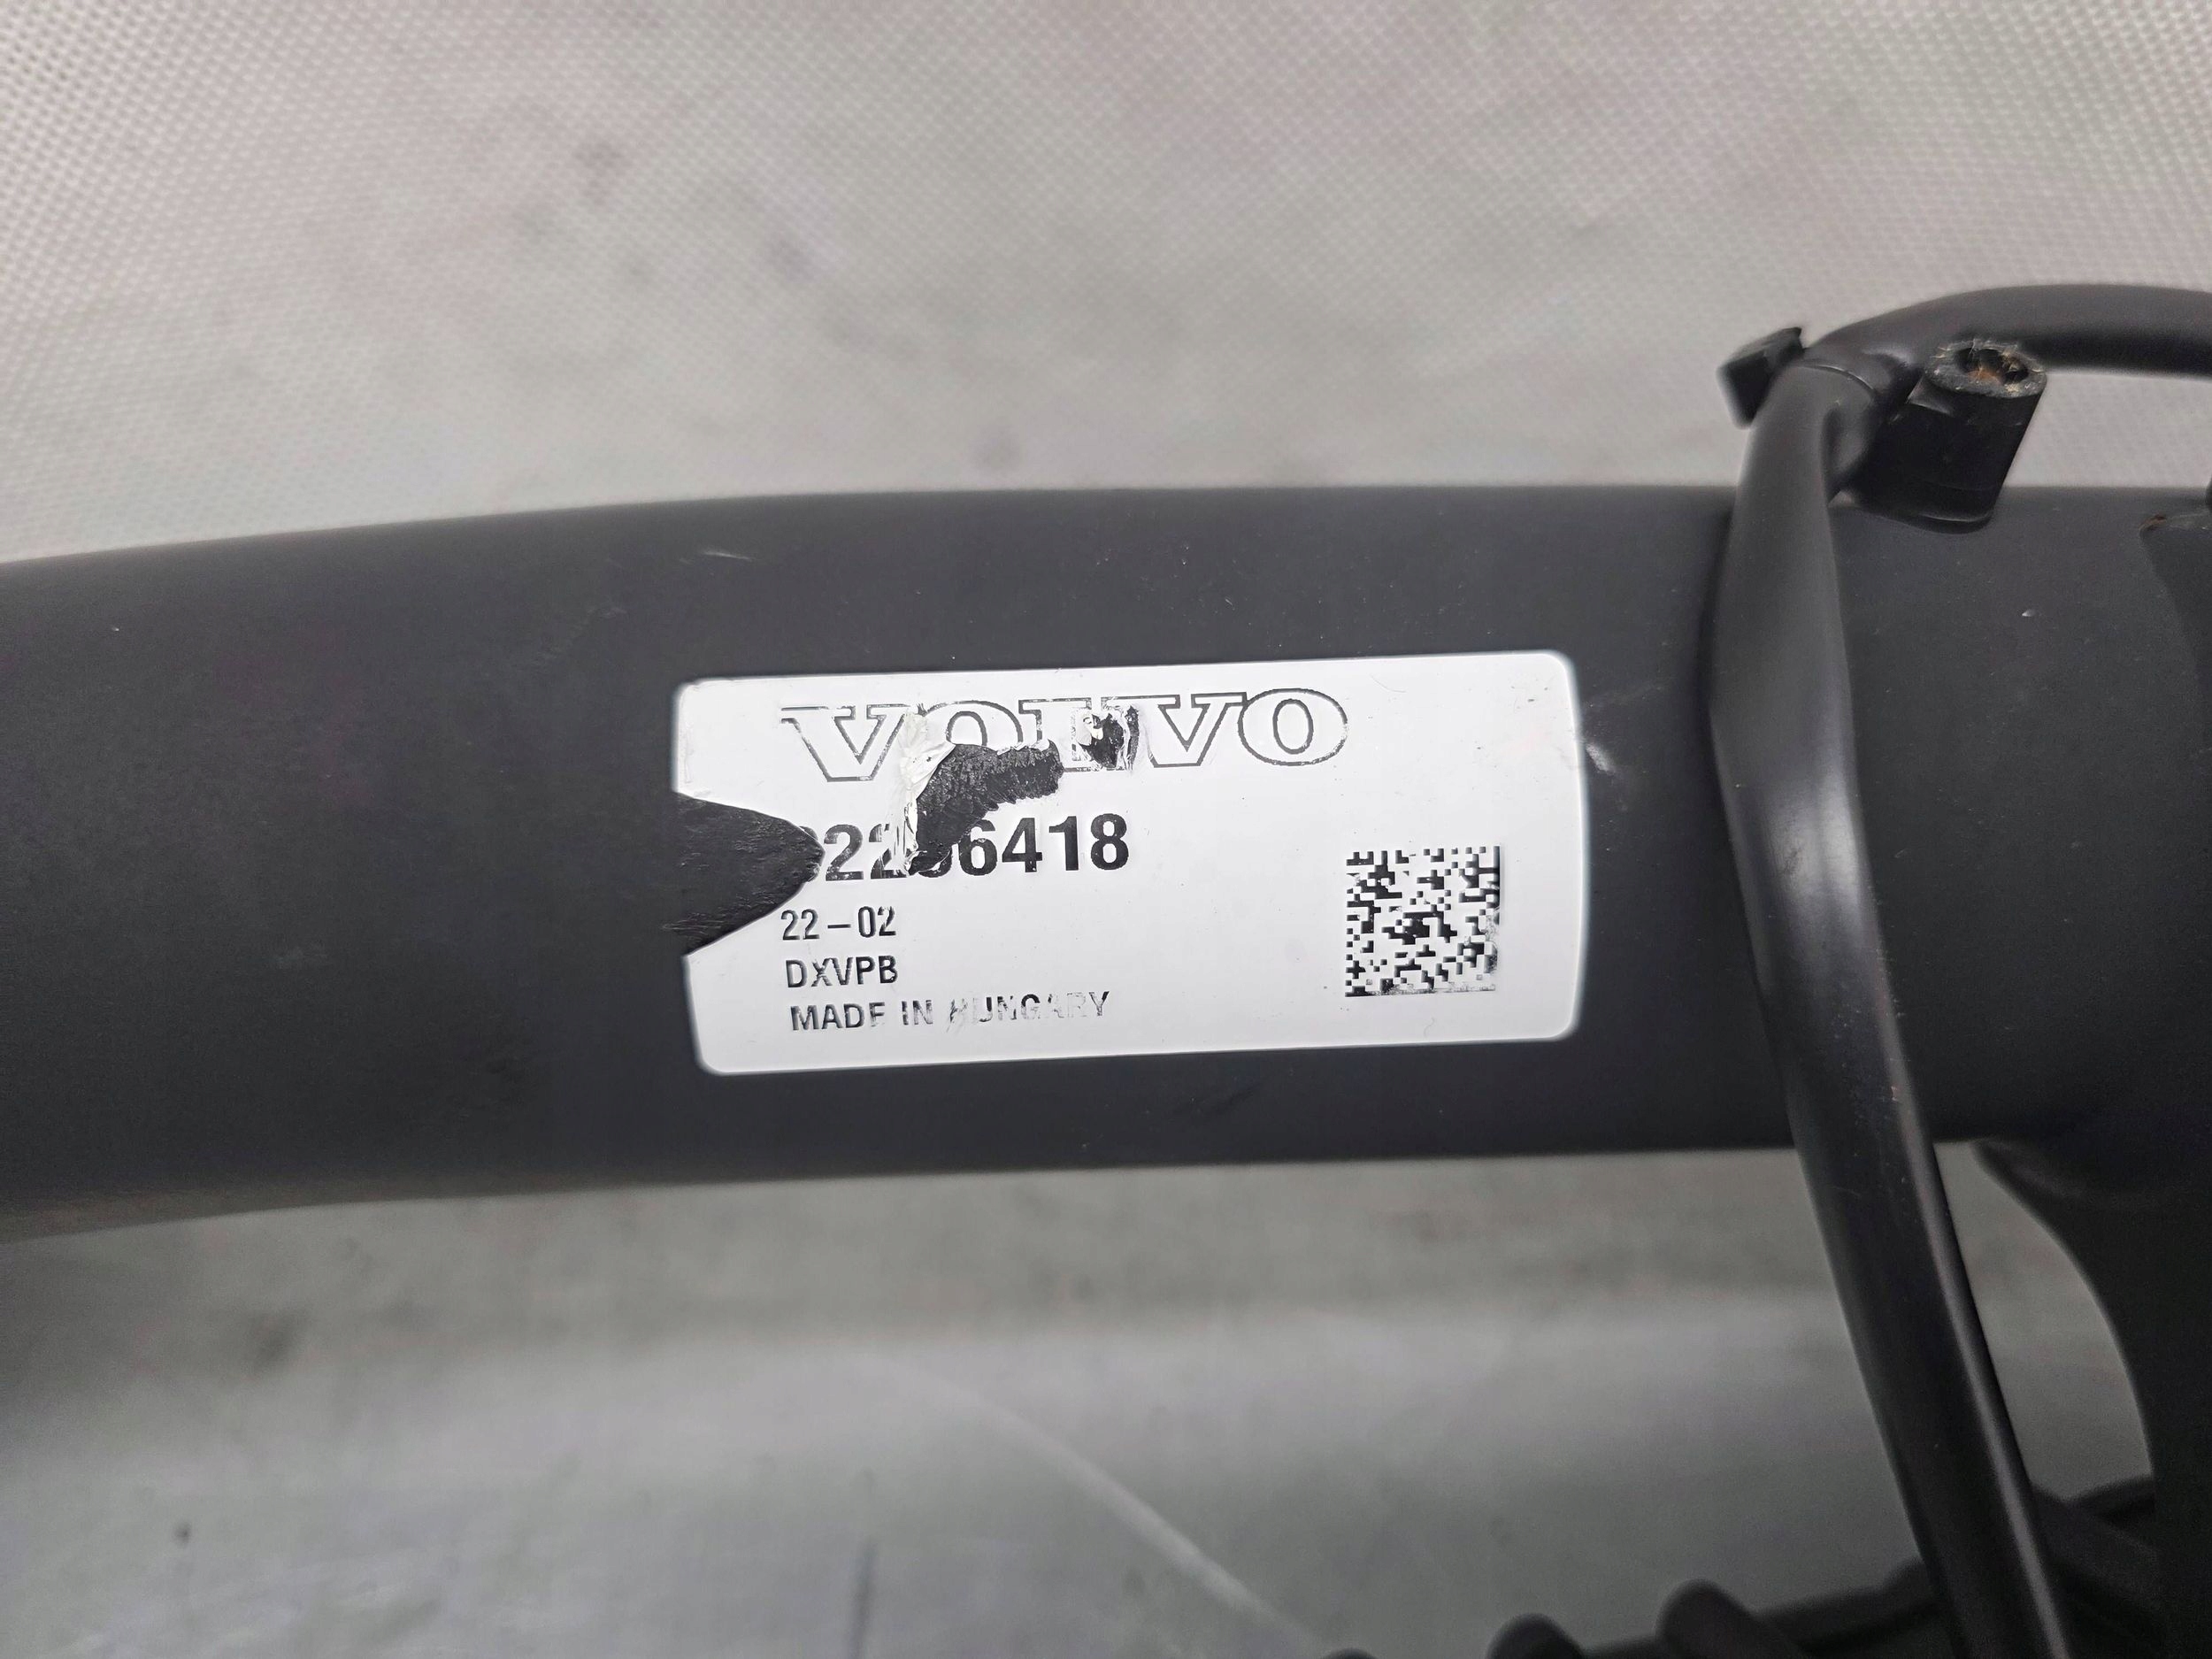 VOLVO
22-02
DXVPB
MADE IN HUNGARY